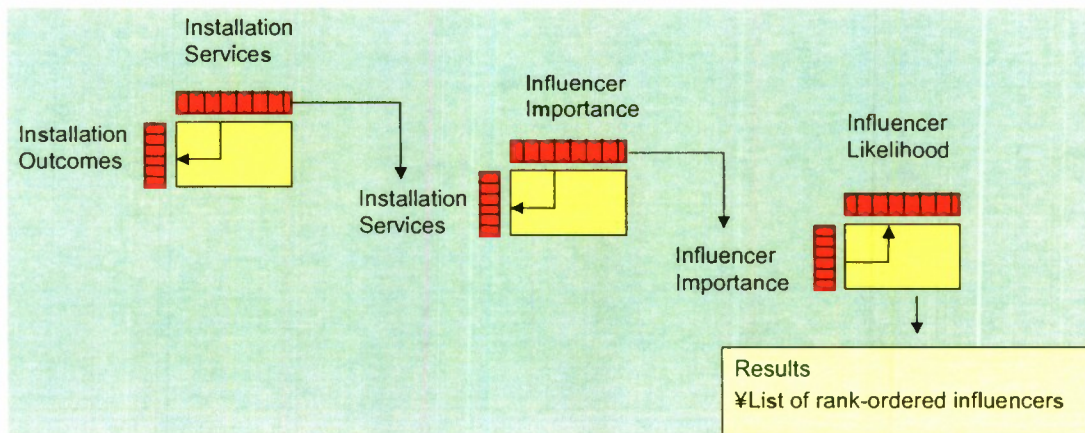 Installation
Services
Installation
Outcomes
Influencer
Importance
Installation
Services
Influencer
Likelihood
Influencer
Importance
Results
¥List of rank-ordered influencers